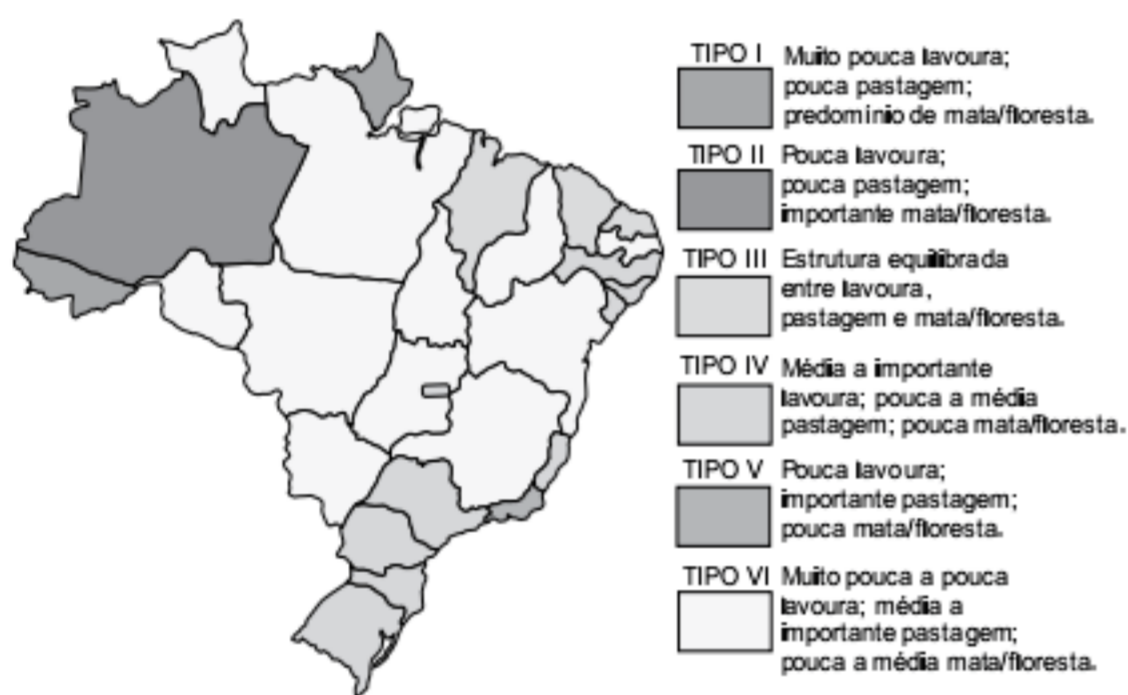 TIPO I Muito pouca lavoura;
pouca pastagem;
predomínio de mata/floresta.
TIPO II Pouca lavoura;
pouca pastagem;
importante mata/floresta.
TIPO III Estrutura equilibrada
entre lavoura,
pastagem e mata/floresta.
TIPO IV Média a importante
lavoura; pouca a média
pastagem; pouca mata/floresta.
TIPO V Pouca lavoura;
importante pastagem;
pouca mata/floresta.
TIPO VI Muito pouca a pouca
lavoura; média a
importante pastagem;
pouca a média mata/floresta.